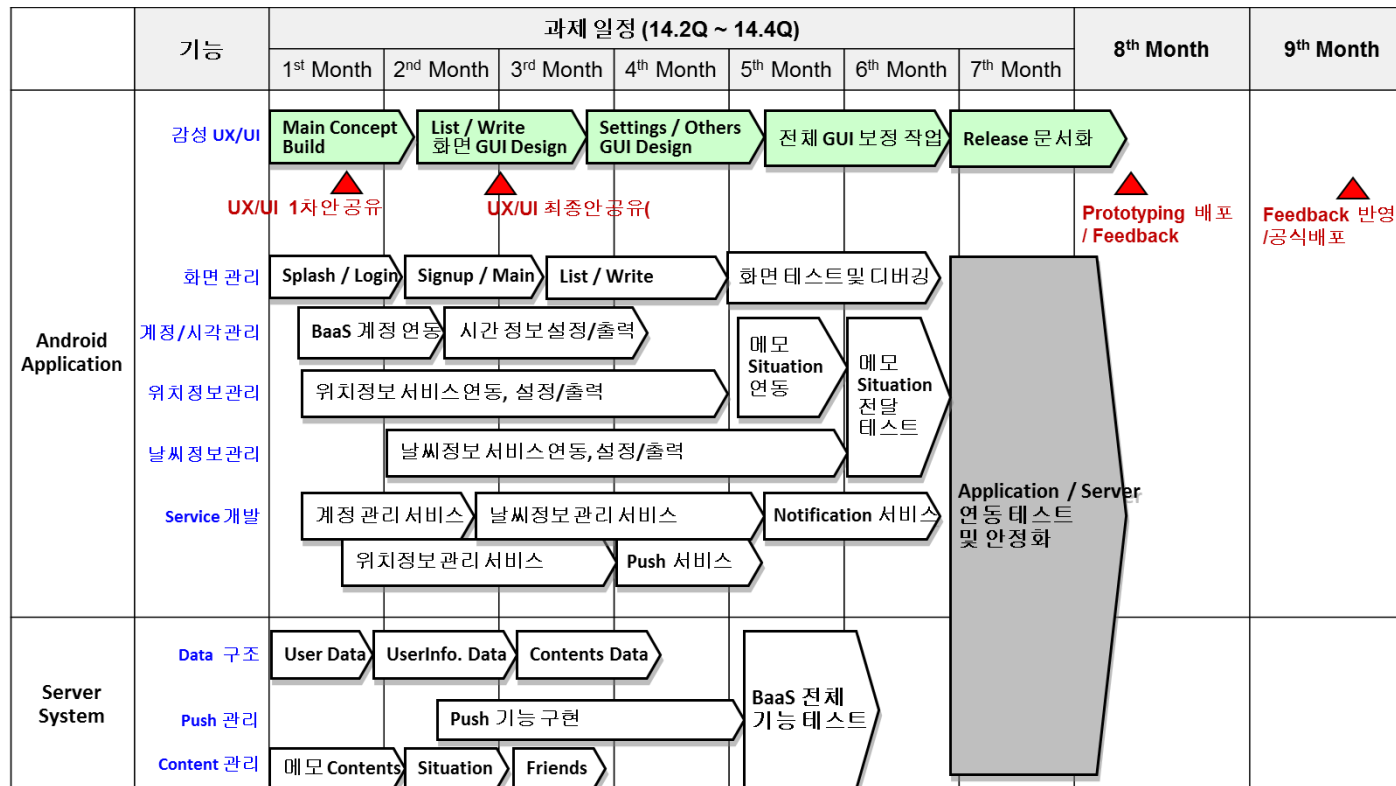 기능
과제 일정 (14.2Q ~ 14.4Q)
8th Month
9th Month
1st Month
2nd Month
3rd Month
4th Month
5th Month
6th Month
7th Month
Android
Application
감성 UX/UI
Main Concept
Build
List / Write
화면 GUI Design
Settings / Others
GUI Design
전체 GUI 보정 작업
Release 문서화
UX/UI 1차안공유
UX/UI 최종안공유(
Prototyping 배포
/ Feedback
Feedback 반영
/공식배포
화면 관리
Splash / Login
Signup / Main
List / Write
화면 테스트 및 디버깅
계정/시각관리
BaaS 계정 연동
시간 정보 설정/출력
메모
Situation
연동
메모
Situation
전달
테스트
위치정보관리
위치정보 서비스 연동, 설정/출력
날씨정보관리
날씨정보 서비스 연동, 설정/출력
Service 개발
계정 관리 서비스
날씨정보 관리 서비스
Notification 서비스
위치정보 관리 서비스
Push 서비스
Application / Server
연동 테스트
및 안정화
Server
System
Data 구조
User Data
UserInfo. Data
Contents Data
BaaS 전체
기능 테스트
Push 관리
Push 기능 구현
Content 관리
메모 Contents
Situation
Friends